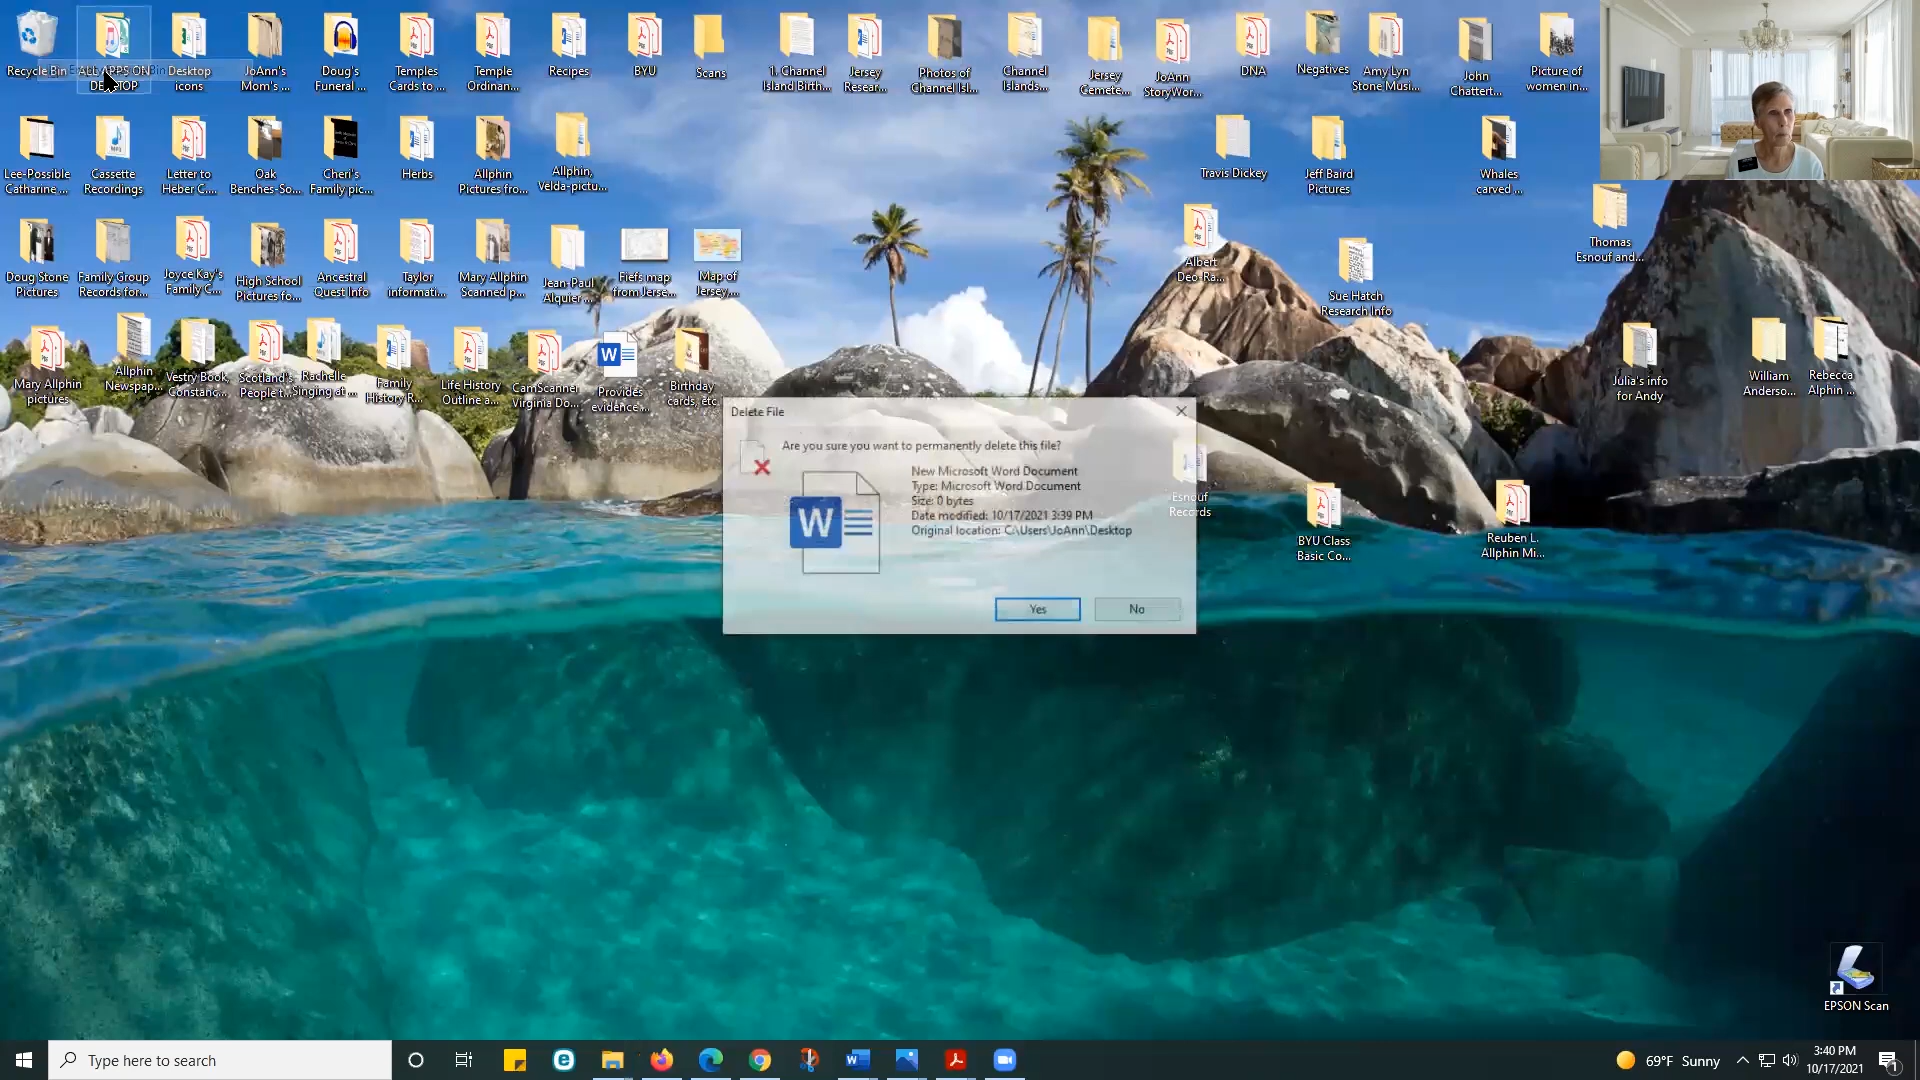 Recycle Bin
ALL APPS ON
DESKTOP
Desktop
icons
JoAnn's
Mom's ...
Doug's
Funeral ...
Temples
Cards to ...
Temple
Ordinan...
Recipes
BYU
Scans
1. Channel
Island Birth...
Jersey
Resear...
Photos of
Channel Isl...
Channel
Islands...
Jersey
Cemete...
JoAnn
StoryWor...
DNA
Negatives
Amy Lyn
Stone Musi...
John
Chattert...
Picture of
women in...
Lee-Possible
Catharine ...
Cassette
Recordings
Letter to
Heber C....
Oak
Benches-So...
Cheri's
Family pic...
Herbs
Allphin
Pictures fro...
Allphin,
Velda-pictu...
Travis Dickey
Jeff Baird
Pictures
Whales
carved ...
Doug Stone
Pictures
Family Group
Records for...
Joyce Kay's
Family C...
High School
Pictures fo...
Ancestral
Quest Info
Taylor
informati...
Mary Allphin
Scanned p...
Jean-Paul
Alquier ...
Fiefs map
from Jerse...
Map of
Jersey,...
Albert
Deo-Ra...
Sue Hatch
Research Info
Thomas
Esnouf and...
Mary Allphin
pictures
Allphin
Newspap...
Vestry Book,
Constanc...
Scotland's
People t...
Rachelle
Singing at ...
Family
History R...
Life History
Outline a...
CamScanner
Virginia Do...
Provides
evidence ...
Birthday
cards, etc.
Julia's info
for Andy
William
Anderso...
Rebecca
Alphin ...
Delete File
Are you sure you want to permanently delete this file?
New Microsoft Word Document
Type: Microsoft Word Document
Size: 0 bytes
Date modified: 10/17/2021 3:39 PM
Original location: C:\Users\JoAnn\Desktop
Yes
No
Esnouf
Records
BYU Class
Basic Co...
Reuben L.
Allphin Mi...
EPSON Scan
Type here to search
69°F Sunny
3:40 PM
10/17/2021
1